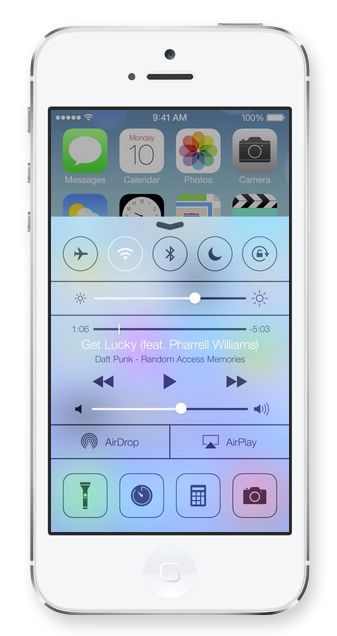 9:41 AM 100%
Monday
10
Messages Calendar Photos Camera
1:06 -5:03
Get Lucky (feat. Pharrell Williams)
Daft Punk - Random Access Memories
AirDrop AirPlay